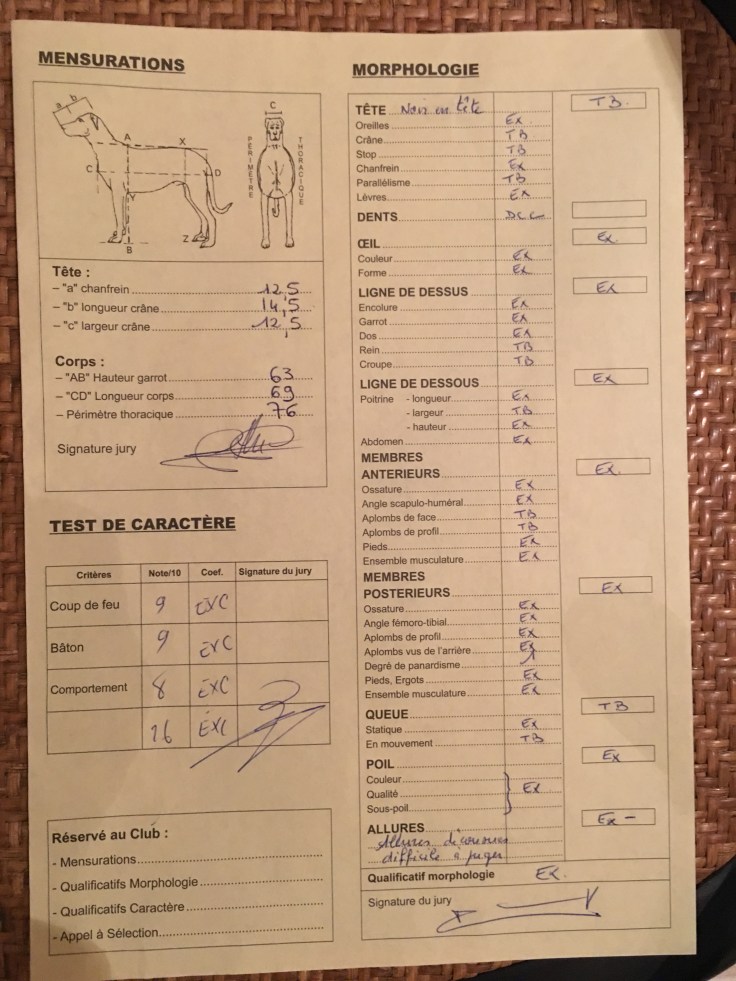 MENSURATIONS
a b
A X
C D
Y
B Z
C
PÉRIMÈTRE THORACIQUE
Tête :
– "a" chanfrein 12,5
– "b" longueur crâne 14,5
– "c" largeur crâne 12,5
Corps :
– "AB" Hauteur garrot 63
– "CD" Longueur corps 69
– Périmètre thoracique 76
Signature jury
TEST DE CARACTÈRE
Critères Note/10 Coef. Signature du jury
Coup de feu 9 EXC
Bâton 9 EXC
Comportement 8 EXC
26 EXC
Réservé au Club :
- Mensurations
- Qualificatifs Morphologie
- Qualificatifs Caractère
- Appel à Sélection
MORPHOLOGIE
TÊTE en tête TB.
Oreilles Ex.
Crâne TB
Stop TB
Chanfrein Ex
Parallélisme TB
Lèvres Ex
DENTS
ŒIL Ex.
Couleur Ex
Forme Ex
LIGNE DE DESSUS Ex
Encolure Ex
Garrot Ex
Dos Ex
Rein TB
Croupe TB
LIGNE DE DESSOUS Ex
Poitrine - longueur Ex
- largeur TB
- hauteur Ex
Abdomen Ex
MEMBRES
ANTERIEURS Ex.
Ossature Ex
Angle scapulo-huméral Ex
Aplombs de face TB
Aplombs de profil TB
Pieds Ex
Ensemble musculature Ex
MEMBRES
POSTERIEURS Ex
Ossature Ex
Angle fémoro-tibial Ex
Aplombs de profil Ex
Aplombs vus de l'arrière Ex
Degré de panardisme 1
Pieds, Ergots Ex
Ensemble musculature Ex
QUEUE TB
Statique Ex
En mouvement TB
POIL Ex
Couleur
Qualité Ex
Sous-poil
ALLURES Ex –
Allures décousues
difficile à juger
Qualificatif morphologie Ex.
Signature du jury